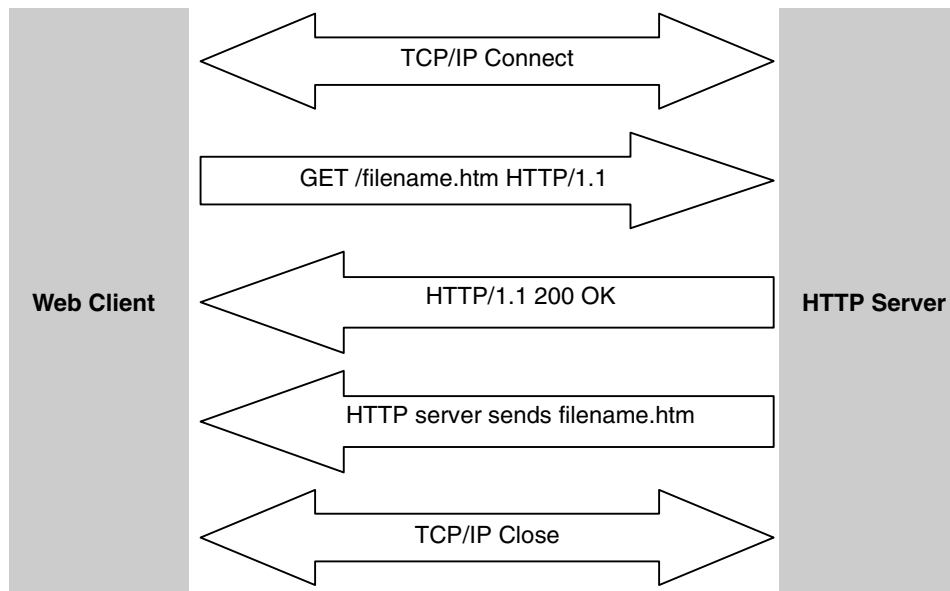 TCP/IP Connect
GET /filename.htm HTTP/1.1
HTTP/1.1 200 OK
Web Client
HTTP Server
HTTP server sends filename.htm
TCP/IP Close